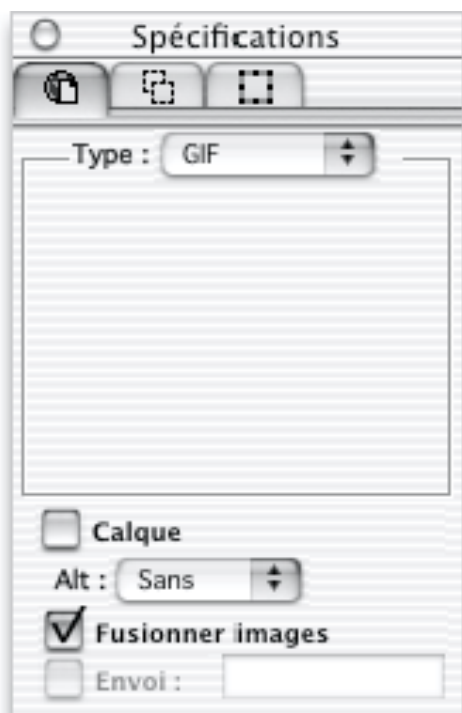 Spécifications
Type : GIF
Calque
Alt : Sans
Fusionner images
Envoi :